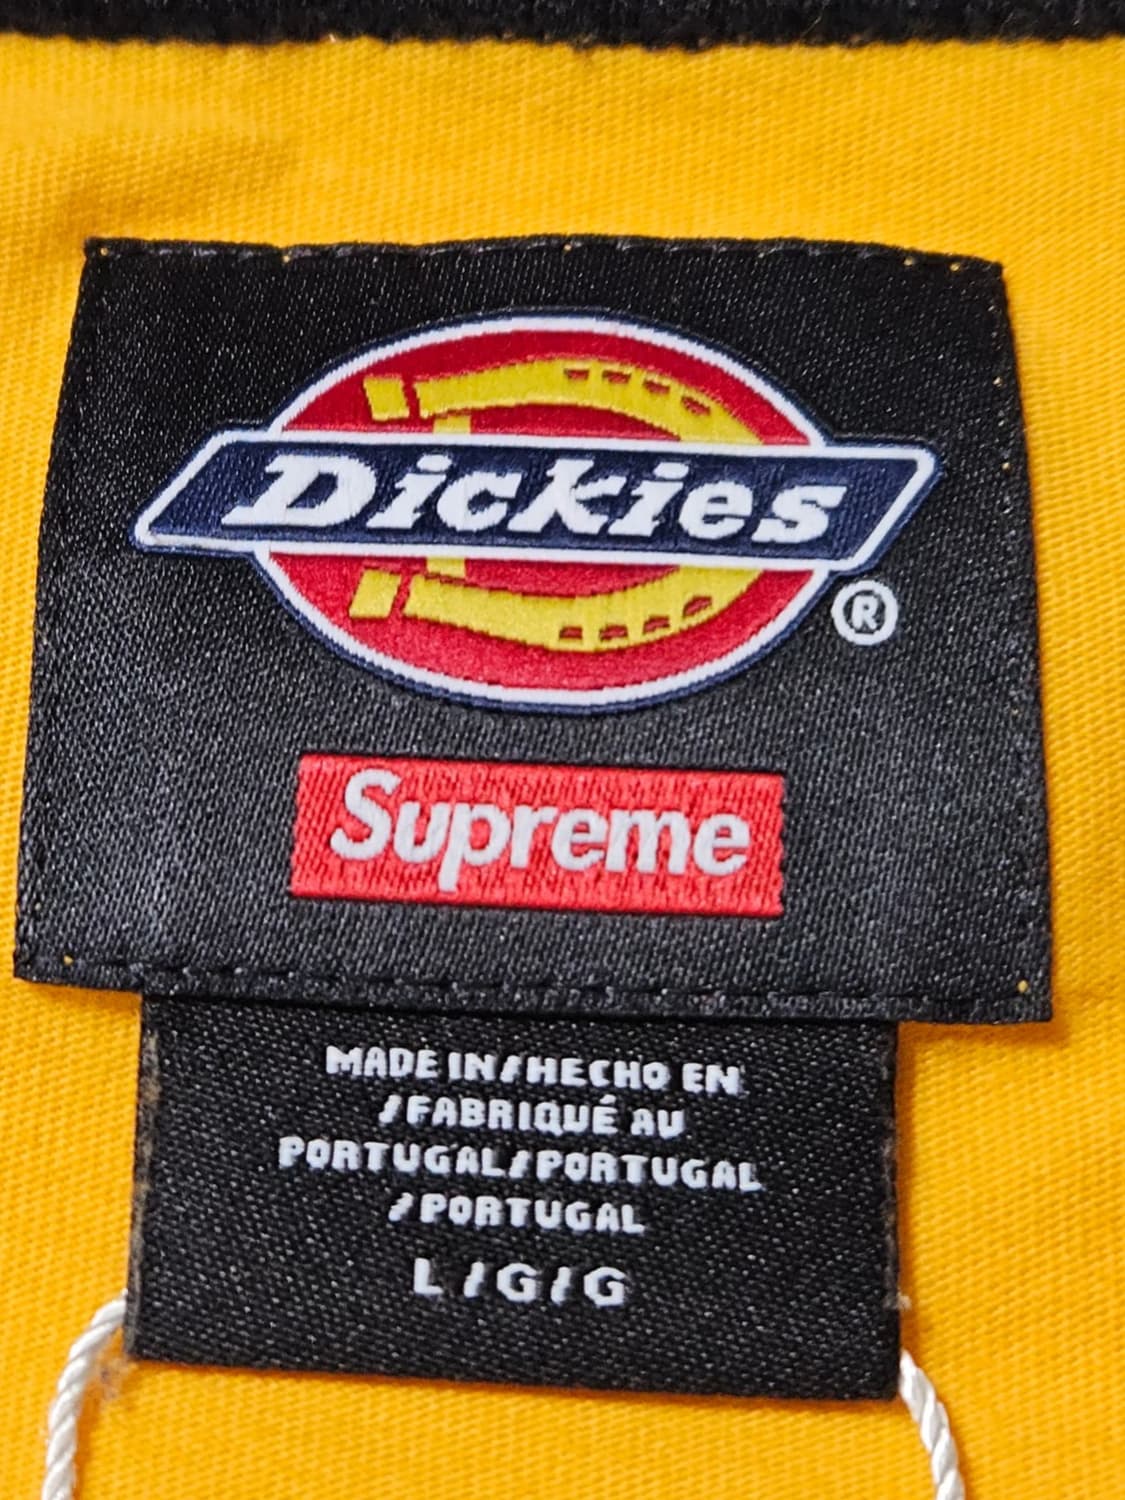 Dickies
®
Supreme
MADE IN/HECHO EN
/FABRIQUÉ AU
PORTUGAL/PORTUGAL
/PORTUGAL
L/G/G